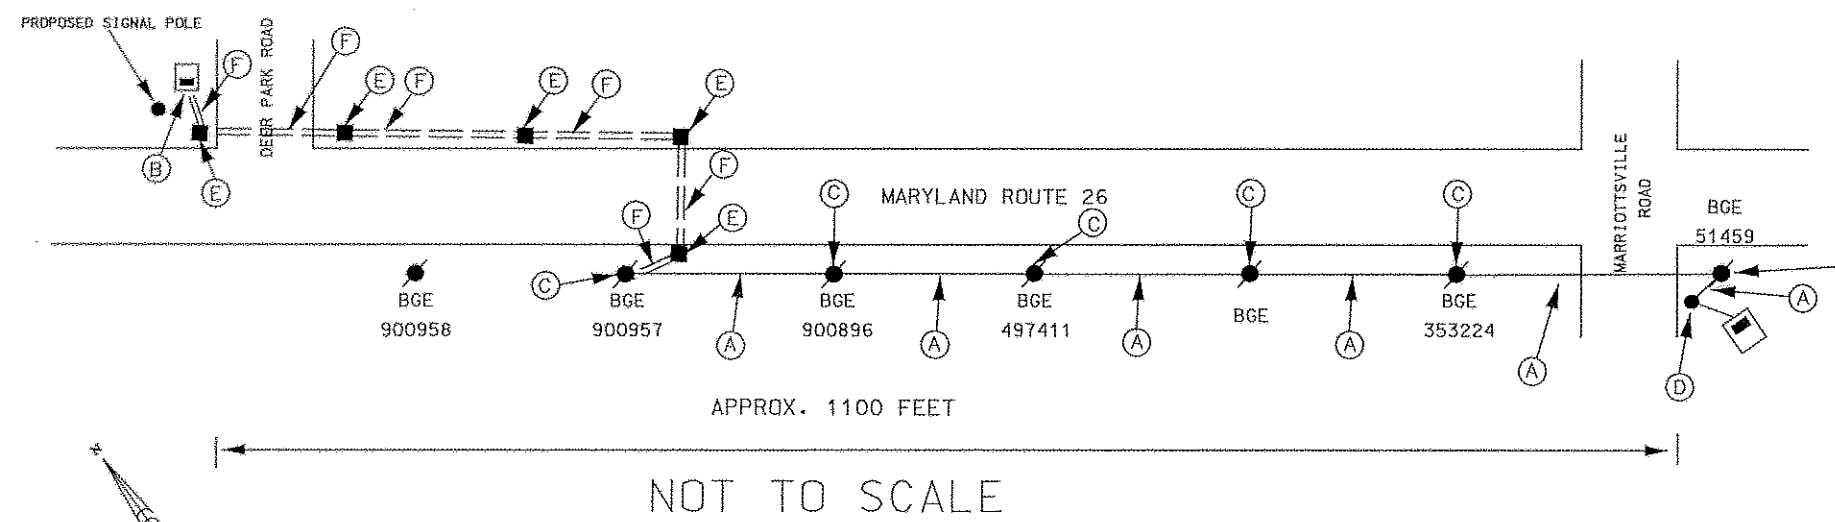 PROPOSED SIGNAL POLE
DEER PARK ROAD
F
F
E
F
E
F
E
B
E
F
C
MARYLAND ROUTE 26
C
C
C
MARRIOTTSVILLE
ROAD
BGE
51459
F
E
C
A
BGE
900958
BGE
900957
BGE
900896
BGE
497411
BGE
BGE
353224
A
A
A
A
A
D
APPROX. 1100 FEET
NOT TO SCALE